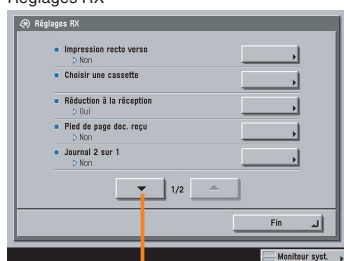 Réglages RX
Réglages RX
Impression recto verso
Non
Choisir une cassette
Réduction à la réception
Oui
Pied de page doc. reçu
Non
Journal 2 sur 1
Non
1/2
Fin
Moniteur syst.